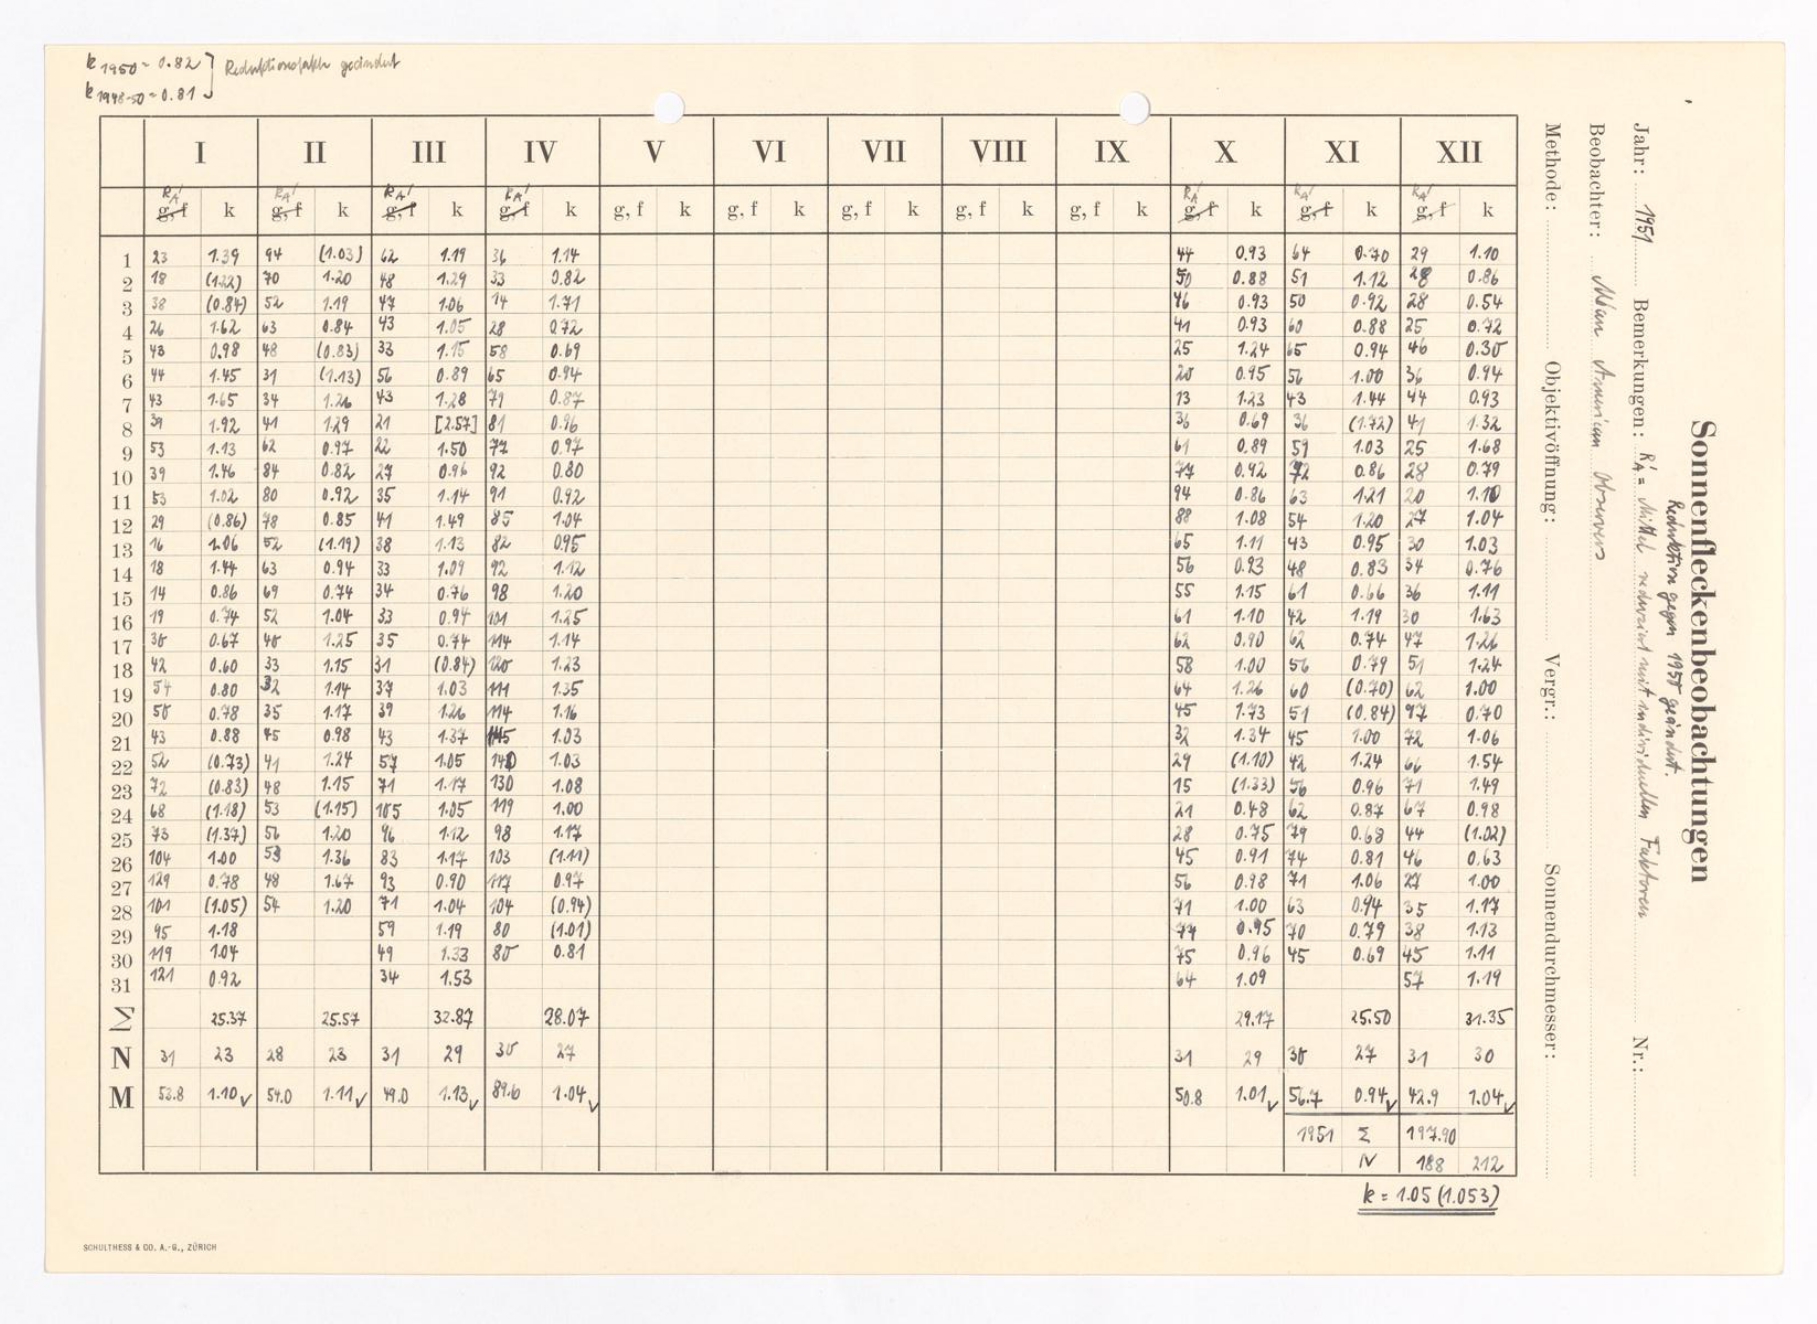 k 1950 = 0.82 } Reduktionsfaktor geändert
k 1948-50 = 0.81
I II III IV V VI VII VIII IX X XI XII
RA' RA' RA' RA' RA' RA' RA'
g, f k g, f k g, f k g, f k g, f k g, f k g, f k g, f k g, f k g, f k g, f k g, f k
1 23 1.39 94 (1.03) 62 1.19 36 1.14 44 0.93 64 0.70 29 1.10
2 18 (1.22) 70 1.20 48 1.29 33 0.82 50 0.88 51 1.12 28 0.86
3 38 (0.84) 52 1.19 47 1.06 14 1.71 46 0.93 50 0.92 28 0.54
4 26 1.62 63 0.84 43 1.05 28 0.72 41 0.93 60 0.88 25 0.72
5 43 0.98 48 (0.83) 33 1.15 58 0.69 25 1.24 65 0.94 46 0.30
6 44 1.45 31 (1.13) 56 0.89 65 0.94 20 0.95 56 1.00 36 0.94
7 43 1.65 34 1.26 43 1.28 79 0.87 13 1.23 43 1.44 44 0.93
8 39 1.92 41 1.29 21 [2.57] 81 0.96 36 0.69 36 (1.72) 41 1.32
9 53 1.13 62 0.97 22 1.50 77 0.97 61 0.89 59 1.03 25 1.68
10 39 1.46 84 0.82 27 0.96 92 0.80 77 0.92 72 0.86 28 0.79
11 53 1.02 80 0.92 35 1.14 91 0.92 94 0.86 63 1.21 20 1.10
12 29 (0.86) 78 0.85 41 1.49 85 1.04 88 1.08 54 1.20 27 1.04
13 16 1.06 52 (1.19) 38 1.13 82 0.95 65 1.11 43 0.95 30 1.03
14 18 1.44 63 0.94 33 1.09 92 1.12 56 0.93 48 0.83 34 0.76
15 14 0.86 69 0.74 34 0.76 98 1.20 55 1.15 61 0.66 36 1.11
16 19 0.74 52 1.04 33 0.94 101 1.25 61 1.10 42 1.19 30 1.63
17 30 0.67 40 1.25 35 0.74 114 1.14 62 0.90 62 0.74 47 1.26
18 42 0.60 33 1.15 31 (0.84) 120 1.23 58 1.00 56 0.79 51 1.24
19 54 0.80 32 1.14 37 1.03 111 1.35 64 1.26 60 (0.70) 62 1.00
20 50 0.78 35 1.17 39 1.26 114 1.16 45 1.73 51 (0.84) 97 0.70
21 43 0.88 45 0.98 43 1.37 145 1.03 32 1.34 45 1.00 72 1.06
22 52 (0.73) 41 1.24 57 1.05 140 1.03 29 (1.10) 42 1.24 66 1.54
23 72 (0.83) 48 1.15 71 1.17 130 1.08 15 (1.33) 56 0.96 71 1.49
24 68 (1.18) 53 (1.15) 105 1.05 119 1.00 21 0.48 62 0.87 67 0.98
25 73 (1.37) 56 1.20 96 1.12 98 1.17 28 0.75 79 0.68 44 (1.02)
26 104 1.00 53 1.36 83 1.17 103 (1.11) 45 0.91 74 0.81 46 0.63
27 129 0.78 48 1.67 93 0.90 117 0.97 56 0.98 71 1.06 27 1.00
28 101 (1.05) 54 1.20 71 1.04 104 (0.94) 71 1.00 63 0.94 35 1.17
29 95 1.18 59 1.19 80 (1.01) 77 0.95 70 0.79 38 1.13
30 119 1.04 49 1.33 80 0.81 75 0.96 45 0.69 45 1.11
31 121 0.92 34 1.53 64 1.09 57 1.19
Σ 25.37 25.57 32.87 28.07 29.17 25.50 31.35
N 31 23 28 23 31 29 30 27 31 29 30 27 31 30
M 53.8 1.10 54.0 1.11 49.0 1.13 89.6 1.04 50.8 1.01 56.7 0.94 42.9 1.04
1951 Σ 197.90
N 188 212
k = 1.05 (1.053)
SCHULTHESS & CO. A.-G., ZÜRICH
Sonnenfleckenbeobachtungen
Reduktion gegen 1950 geändert.
Jahr: 1951 Bemerkungen: RA' = Mittel reduziert mit individuellen Faktoren Nr.:
Beobachter: Mean American Observers
Methode: Objektivöffnung: Vergr.: Sonnendurchmesser: